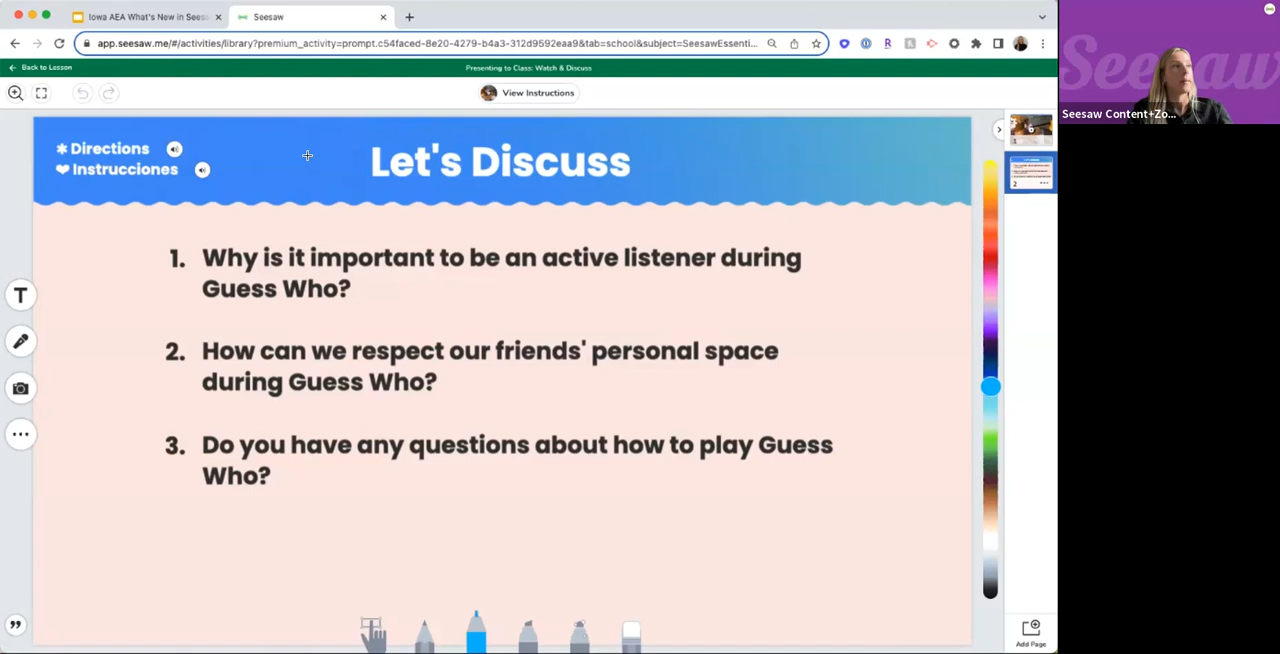 Iowa AEA What's New in Seesa
Seesaw
app.seesaw.me/#/activities/library?premium_activity=prompt.c54faced-8e20-4279-b4a3-312d9592eaa9&tab=school&subject=SeesawEssenti...
Back to Lesson
Presenting to Class: Watch & Discuss
View Instructions
Directions
Instrucciones
Let's Discuss
1. Why is it important to be an active listener during
Guess Who?
2. How can we respect our friends' personal space
during Guess Who?
3. Do you have any questions about how to play Guess
Who?
T
1
2
Add Page
Seesaw
Seesaw Content+Zo...